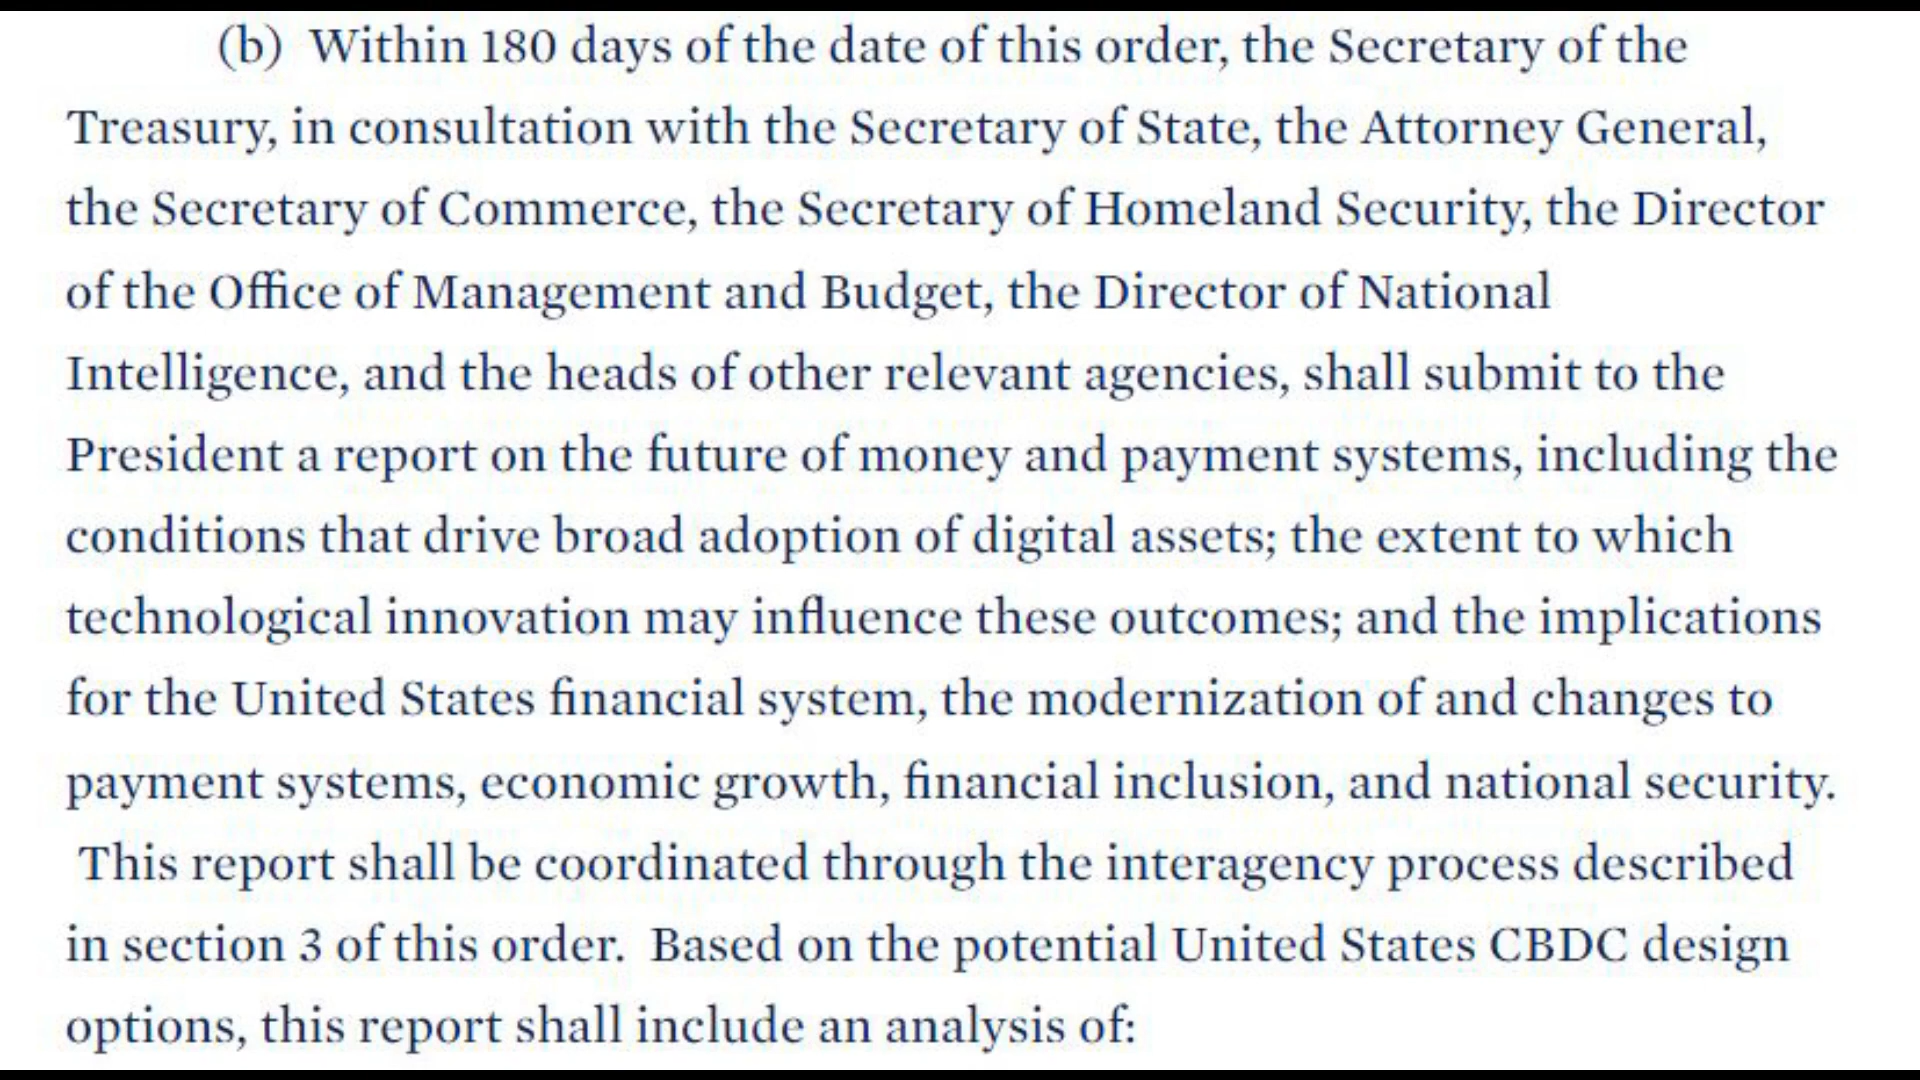 (b)  Within 180 days of the date of this order, the Secretary of the
Treasury, in consultation with the Secretary of State, the Attorney General,
the Secretary of Commerce, the Secretary of Homeland Security, the Director
of the Office of Management and Budget, the Director of National
Intelligence, and the heads of other relevant agencies, shall submit to the
President a report on the future of money and payment systems, including the
conditions that drive broad adoption of digital assets; the extent to which
technological innovation may influence these outcomes; and the implications
for the United States financial system, the modernization of and changes to
payment systems, economic growth, financial inclusion, and national security.
This report shall be coordinated through the interagency process described
in section 3 of this order.  Based on the potential United States CBDC design
options, this report shall include an analysis of: